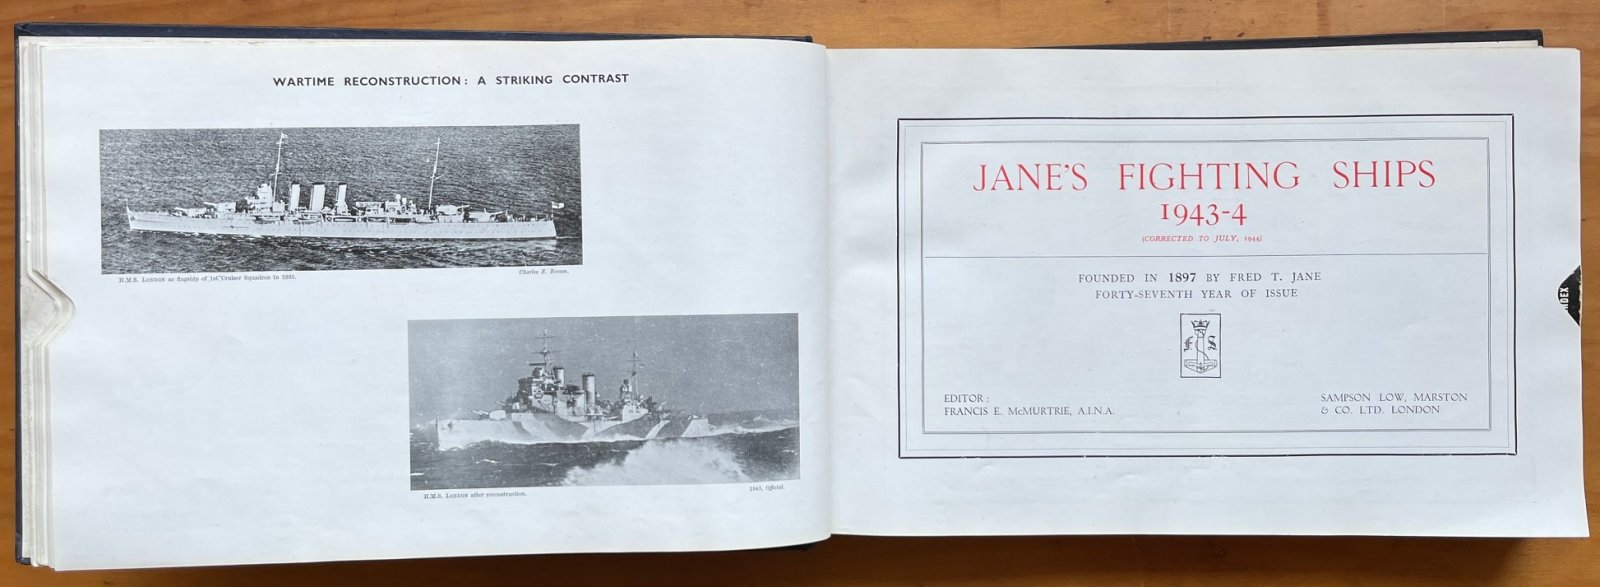 WARTIME RECONSTRUCTION: A STRIKING CONTRAST
H.M.S. LONDON as flagship of 1st Cruiser Squadron in 1935.
Charles E. Brown.
H.M.S. LONDON after reconstruction.
1943, Official.
JANE'S FIGHTING SHIPS
1943-4
(CORRECTED TO JULY, 1944)
FOUNDED IN 1897 BY FRED T. JANE
FORTY-SEVENTH YEAR OF ISSUE
F S
EDITOR:
FRANCIS E. McMURTRIE, A.I.N.A.
SAMPSON LOW, MARSTON
& CO. LTD. LONDON